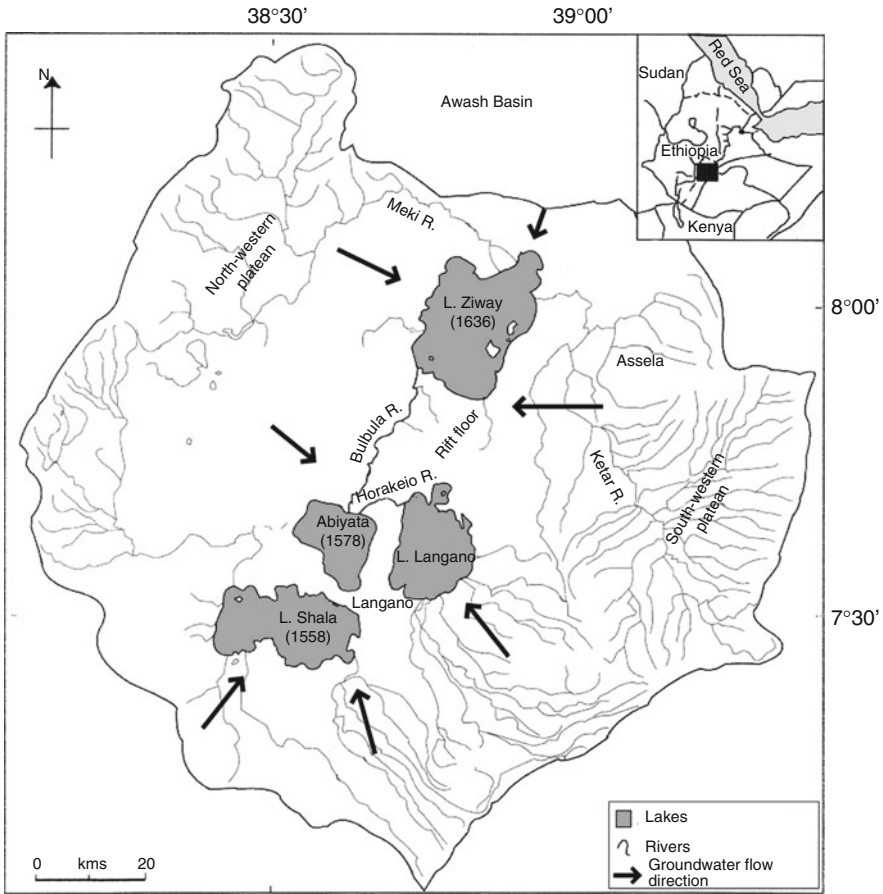 38°30’
39°00’
N
Awash Basin
Sudan
Red Sea
Ethiopia
Kenya
Meki R.
North-western
platean
L. Ziway
(1636)
8°00’
Assela
Bulbula R.
Rift floor
Horakeio R.
Ketar R.
South-western
platean
Abiyata
(1578)
L. Langano
Langano
L. Shala
(1558)
7°30’
Lakes
Rivers
Groundwater flow
direction
0 kms 20